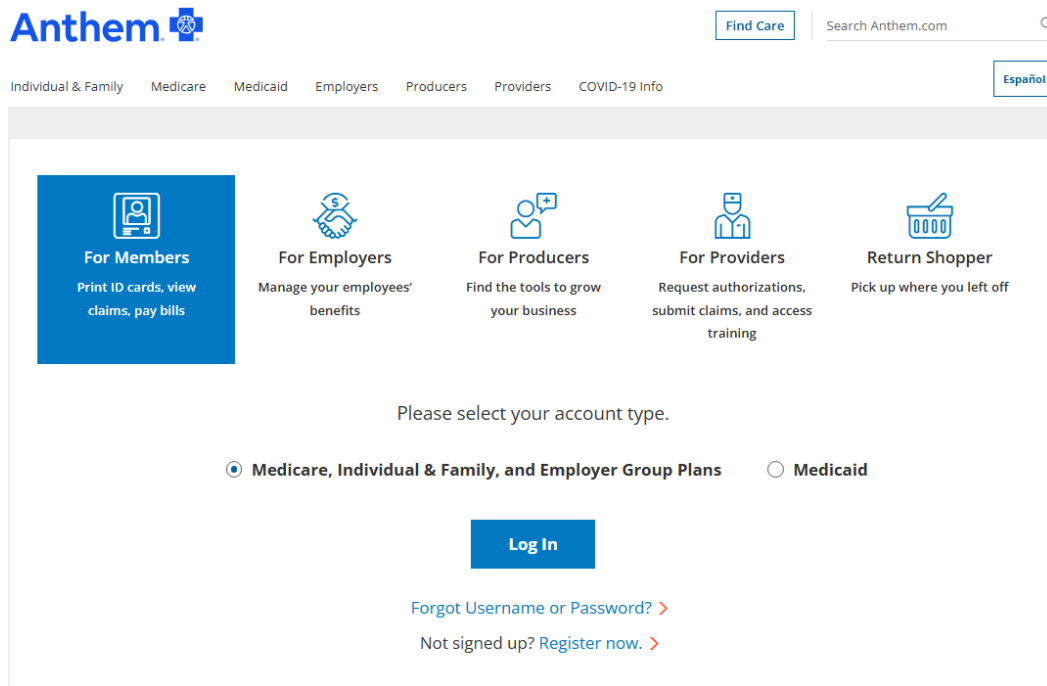 Anthem
Find Care
Search Anthem.com
Individual & Family Medicare Medicaid Employers Producers Providers COVID-19 Info
Español
For Members
Print ID cards, view
claims, pay bills
For Employers
Manage your employees'
benefits
For Producers
Find the tools to grow
your business
For Providers
Request authorizations,
submit claims, and access
training
Return Shopper
Pick up where you left off
Please select your account type.
Medicare, Individual & Family, and Employer Group Plans
Medicaid
Log In
Forgot Username or Password?
Not signed up? Register now.